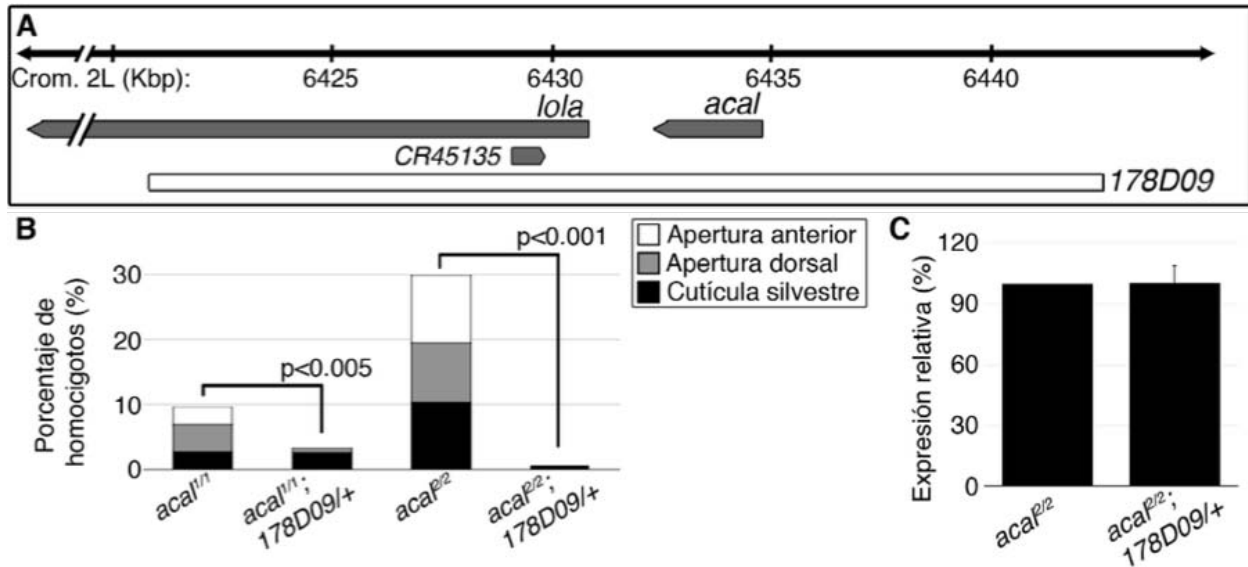 A
Crom. 2L (Kbp): 6425 6430 6435 6440
lola acal
CR45135
178D09
B
Porcentaje de
homocigotos (%)
30
20
10
0
p<0.005
p<0.001
Apertura anterior
Apertura dorsal
Cutícula silvestre
acal1/1
acal1/1;
178D09/+
acal2/2
acal2/2;
178D09/+
C
Expresión relativa (%)
120
90
60
30
0
acal2/2
acal2/2;
178D09/+